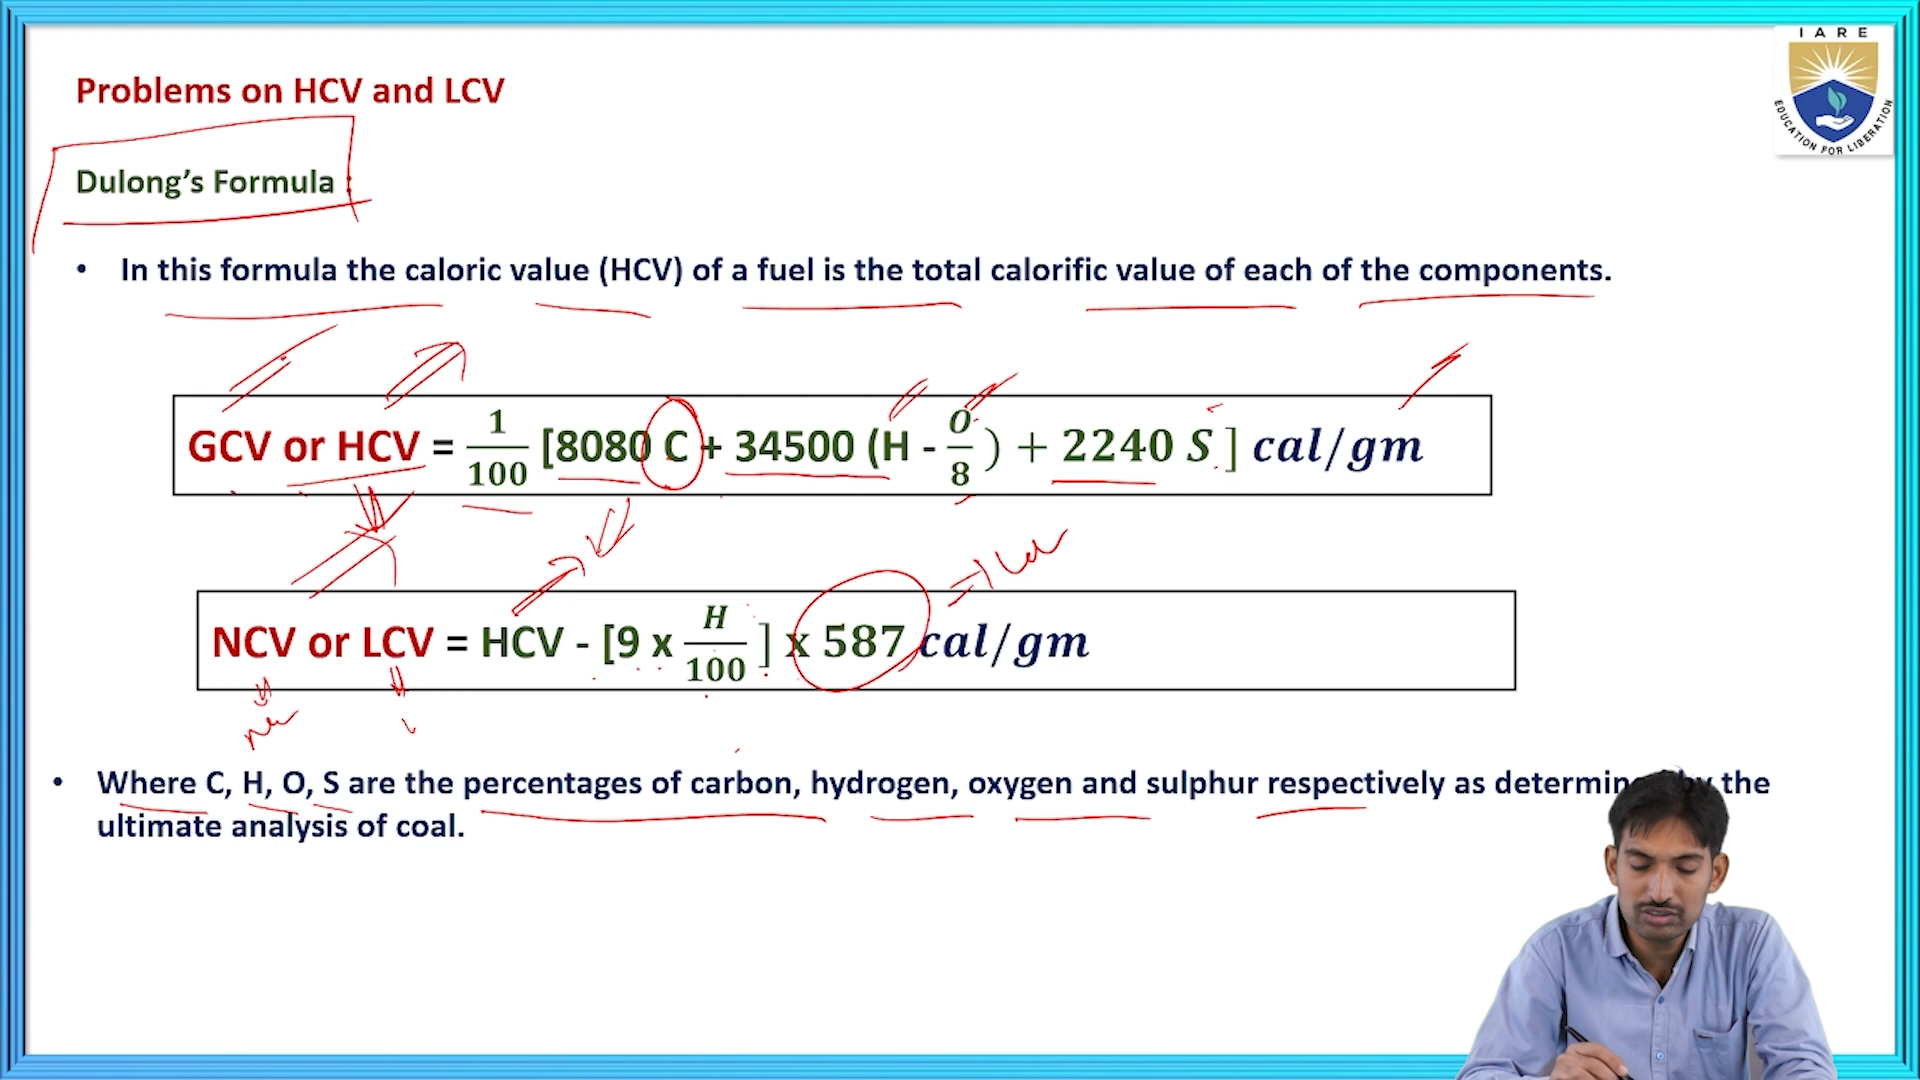 IARE
EDUCATION FOR LIBERATION
Problems on HCV and LCV
Dulong's Formula :
• In this formula the caloric value (HCV) of a fuel is the total calorific value of each of the components.
GCV or HCV = 1/100 [8080 C + 34500 (H - O/8) + 2240 S] cal/gm
NCV or LCV = HCV - [9 x H/100] x 587 cal/gm
• Where C, H, O, S are the percentages of carbon, hydrogen, oxygen and sulphur respectively as determin by the
ultimate analysis of coal.